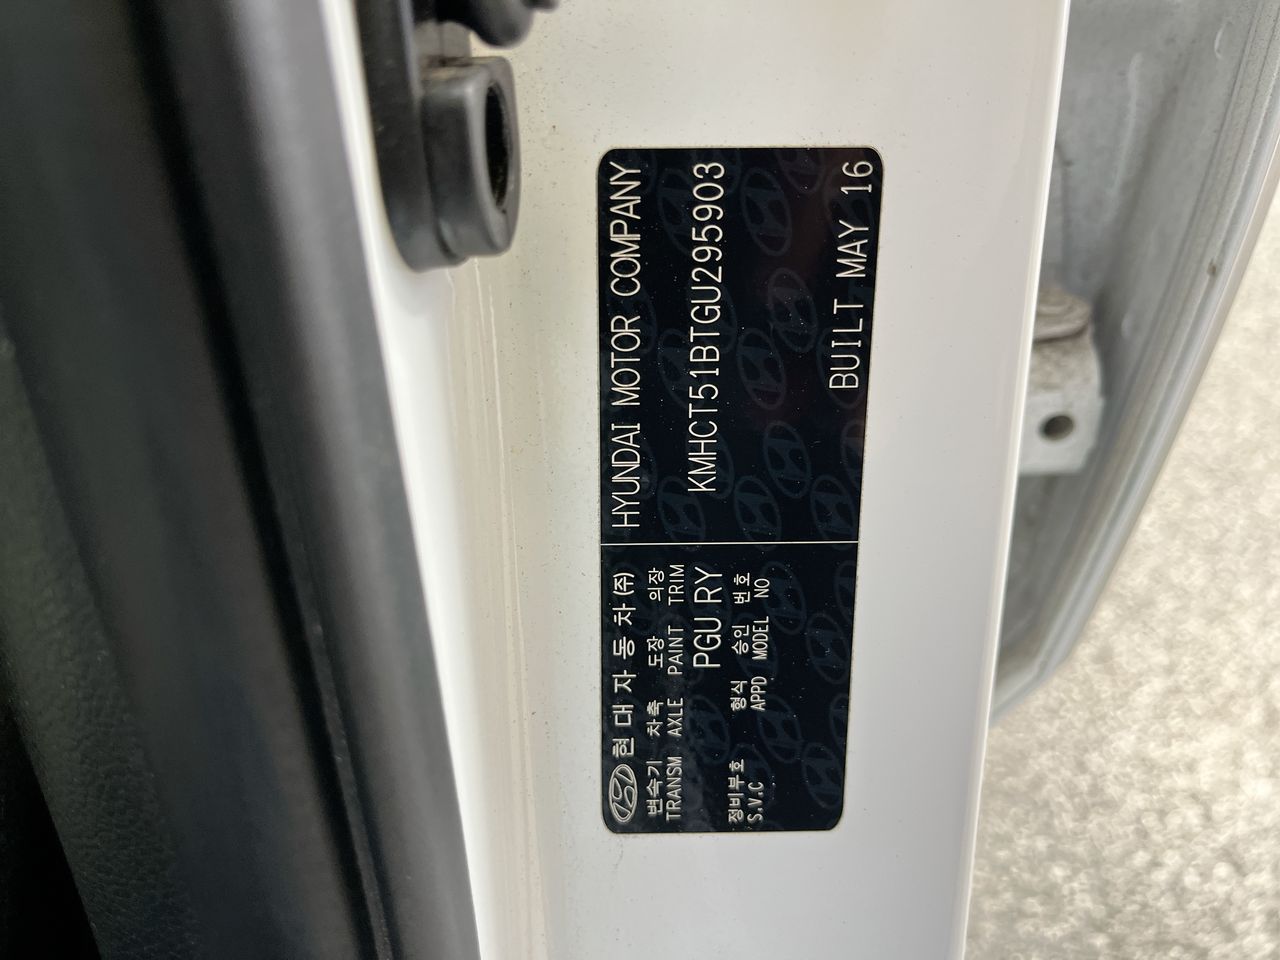 현대자동차(주)
변속기 차축 도장 의장
TRANSM AXLE PAINT TRIM
PGU RY
형식 승인 번호
APPD MODEL NO
정비부호
S.V.C
HYUNDAI MOTOR COMPANY
KMHCT51BTGU295903
BUILT MAY 16